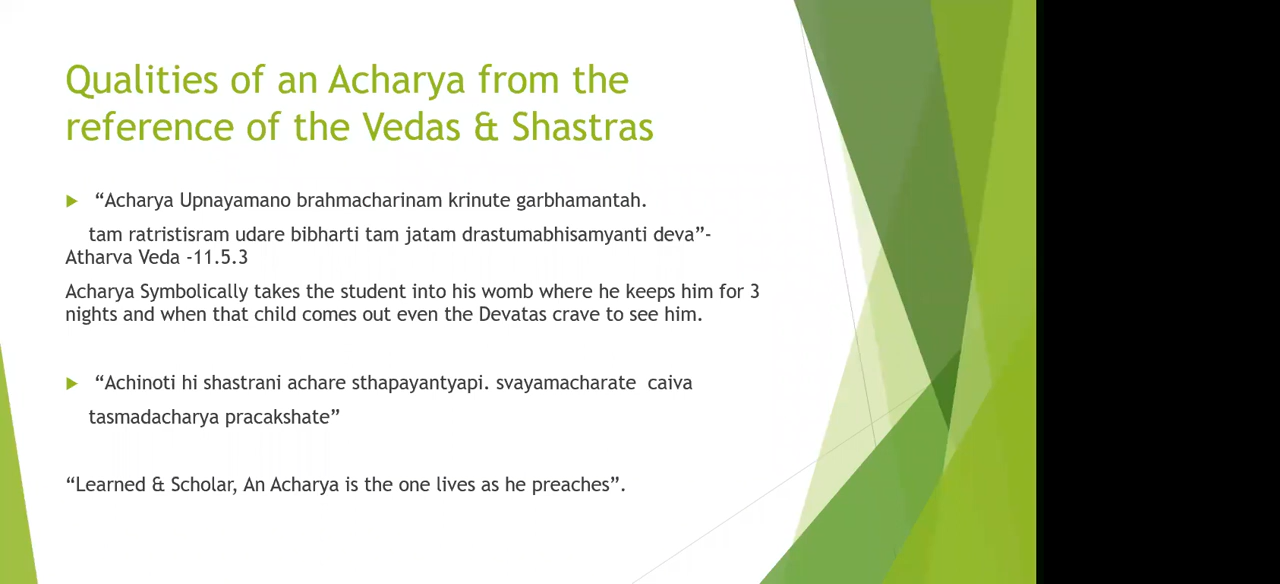 Qualities of an Acharya from the
reference of the Vedas & Shastras
“Acharya Upnayamano brahmacharinam krinute garbhamantah.
tam ratristisram udare bibharti tam jatam drastumabhisamyanti deva”-
Atharva Veda -11.5.3
Acharya Symbolically takes the student into his womb where he keeps him for 3
nights and when that child comes out even the Devatas crave to see him.
“Achinoti hi shastrani achare sthapayantyapi. svayamacharate caiva
tasmadacharya pracakshate”
“Learned & Scholar, An Acharya is the one lives as he preaches”.